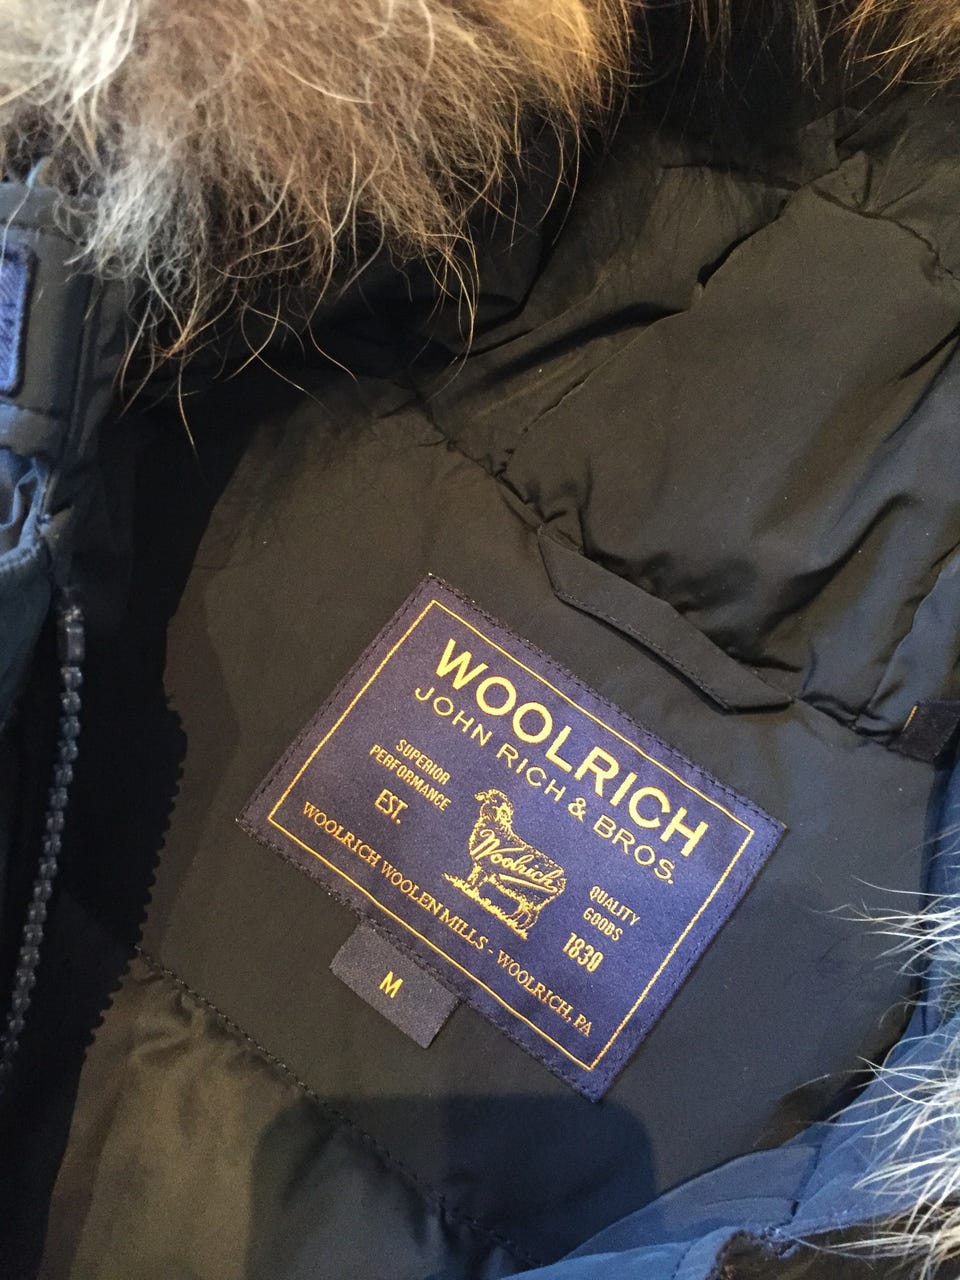 WOOLRICH
JOHN RICH & BROS.
SUPERIOR
PERFORMANCE
EST.
Woolrich
QUALITY
GOODS
1830
WOOLRICH WOOLEN MILLS - WOOLRICH, PA
M